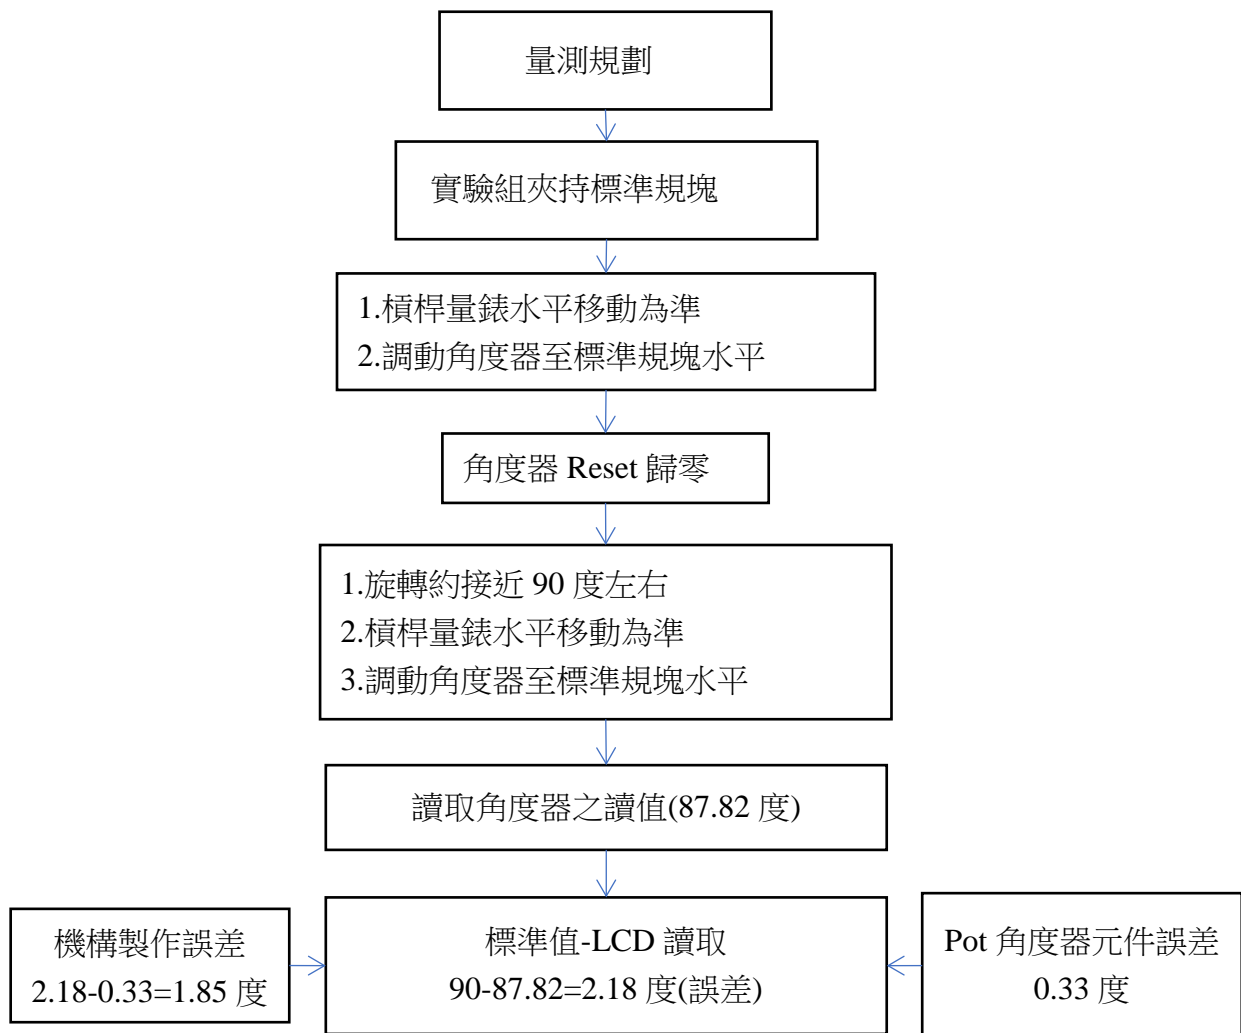 量測規劃
實驗組夾持標準規塊
1.槓桿量錶水平移動為準
2.調動角度器至標準規塊水平
角度器 Reset 歸零
1.旋轉約接近 90 度左右
2.槓桿量錶水平移動為準
3.調動角度器至標準規塊水平
讀取角度器之讀值(87.82 度)
機構製作誤差
2.18-0.33=1.85 度
標準值-LCD 讀取
90-87.82=2.18 度(誤差)
Pot 角度器元件誤差
0.33 度